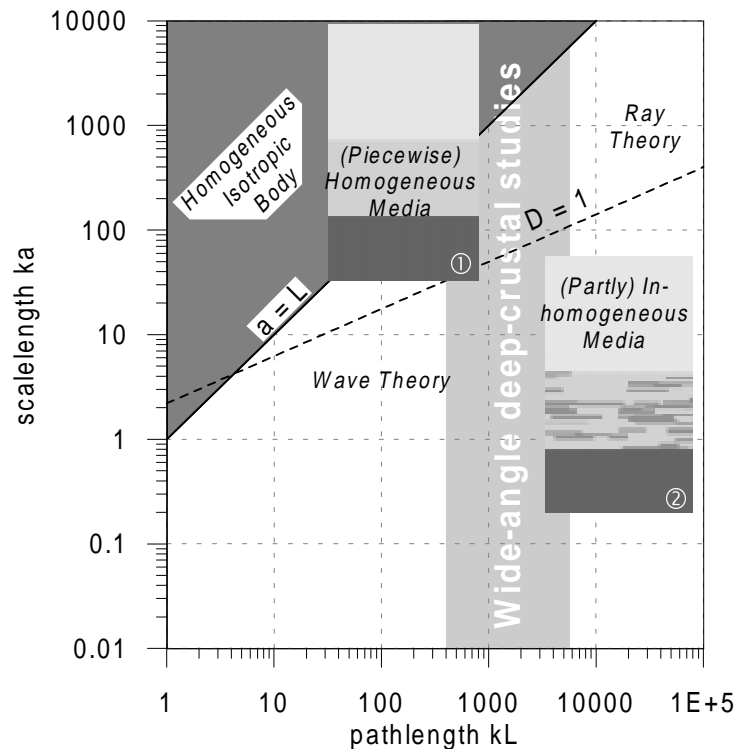 10000
1000
100
10
1
0.1
0.01
scalelength ka
Homogeneous
Isotropic
Body
(Piecewise)
Homogeneous
Media
①
Wide-angle deep-crustal studies
Ray
Theory
D = 1
a = L
Wave Theory
(Partly) In-
homogeneous
Media
②
1
10
100
1000
10000
1E+5
pathlength kL